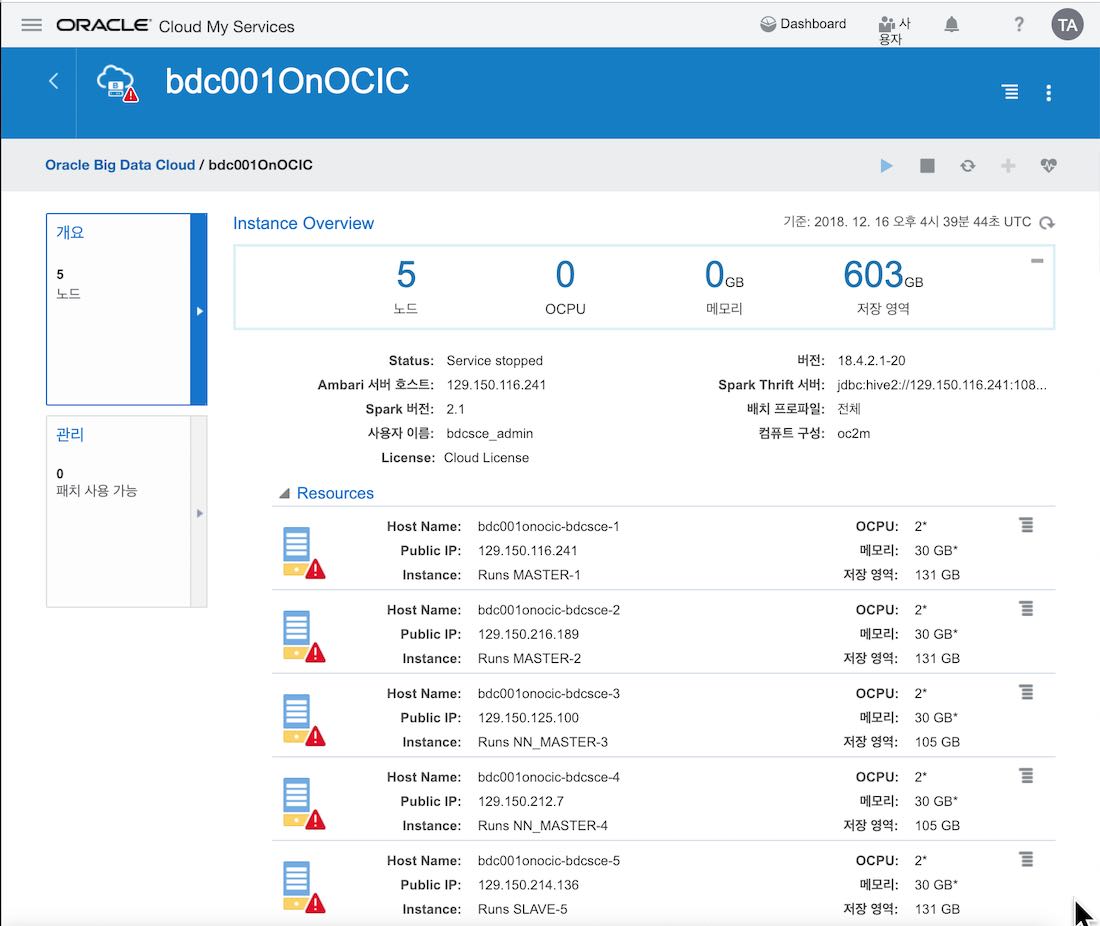 ORACLE Cloud My Services
Dashboard
사
용자
?
TA
bdc001OnOCIC
B
Oracle Big Data Cloud / bdc001OnOCIC
개요
5
노드
관리
0
패치 사용 가능
Instance Overview
기준: 2018. 12. 16 오후 4시 39분 44초 UTC
5
노드
0
OCPU
0GB
메모리
603GB
저장 영역
Status: Service stopped
버전: 18.4.2.1-20
Ambari 서버 호스트: 129.150.116.241
Spark Thrift 서버: jdbc:hive2://129.150.116.241:108...
Spark 버전: 2.1
배치 프로파일: 전체
사용자 이름: bdcsce_admin
컴퓨트 구성: oc2m
License: Cloud License
Resources
Host Name: bdc001onocic-bdcsce-1
OCPU: 2*
Public IP: 129.150.116.241
메모리: 30 GB*
Instance: Runs MASTER-1
저장 영역: 131 GB
Host Name: bdc001onocic-bdcsce-2
OCPU: 2*
Public IP: 129.150.216.189
메모리: 30 GB*
Instance: Runs MASTER-2
저장 영역: 131 GB
Host Name: bdc001onocic-bdcsce-3
OCPU: 2*
Public IP: 129.150.125.100
메모리: 30 GB*
Instance: Runs NN_MASTER-3
저장 영역: 105 GB
Host Name: bdc001onocic-bdcsce-4
OCPU: 2*
Public IP: 129.150.212.7
메모리: 30 GB*
Instance: Runs NN_MASTER-4
저장 영역: 105 GB
Host Name: bdc001onocic-bdcsce-5
OCPU: 2*
Public IP: 129.150.214.136
메모리: 30 GB*
Instance: Runs SLAVE-5
저장 영역: 131 GB